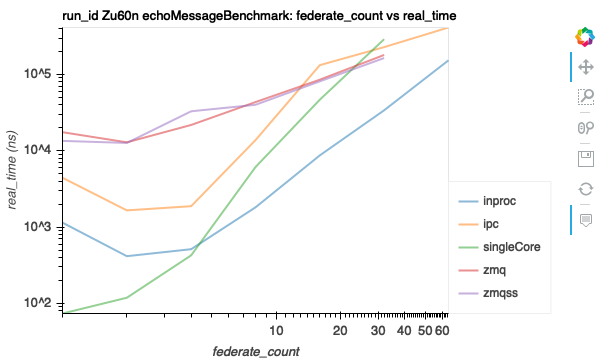 run_id Zu60n echoMessageBenchmark: federate_count vs real_time
real_time (ns)
10^5
10^4
10^3
10^2
10 20 30 40 50 60
federate_count
inproc
ipc
singleCore
zmq
zmqss